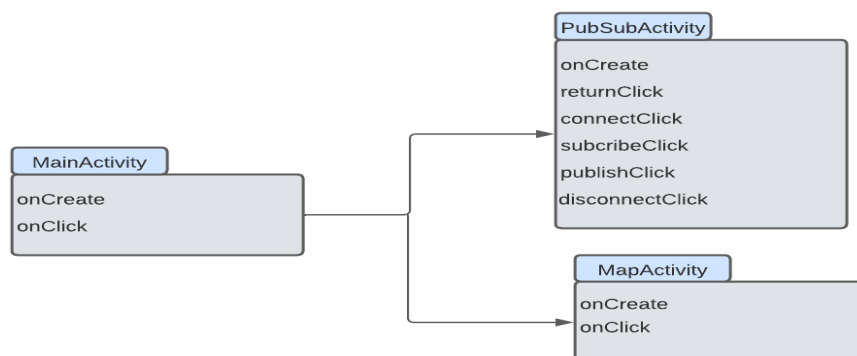 MainActivity
onCreate
onClick
PubSubActivity
onCreate
returnClick
connectClick
subcribeClick
publishClick
disconnectClick
MapActivity
onCreate
onClick